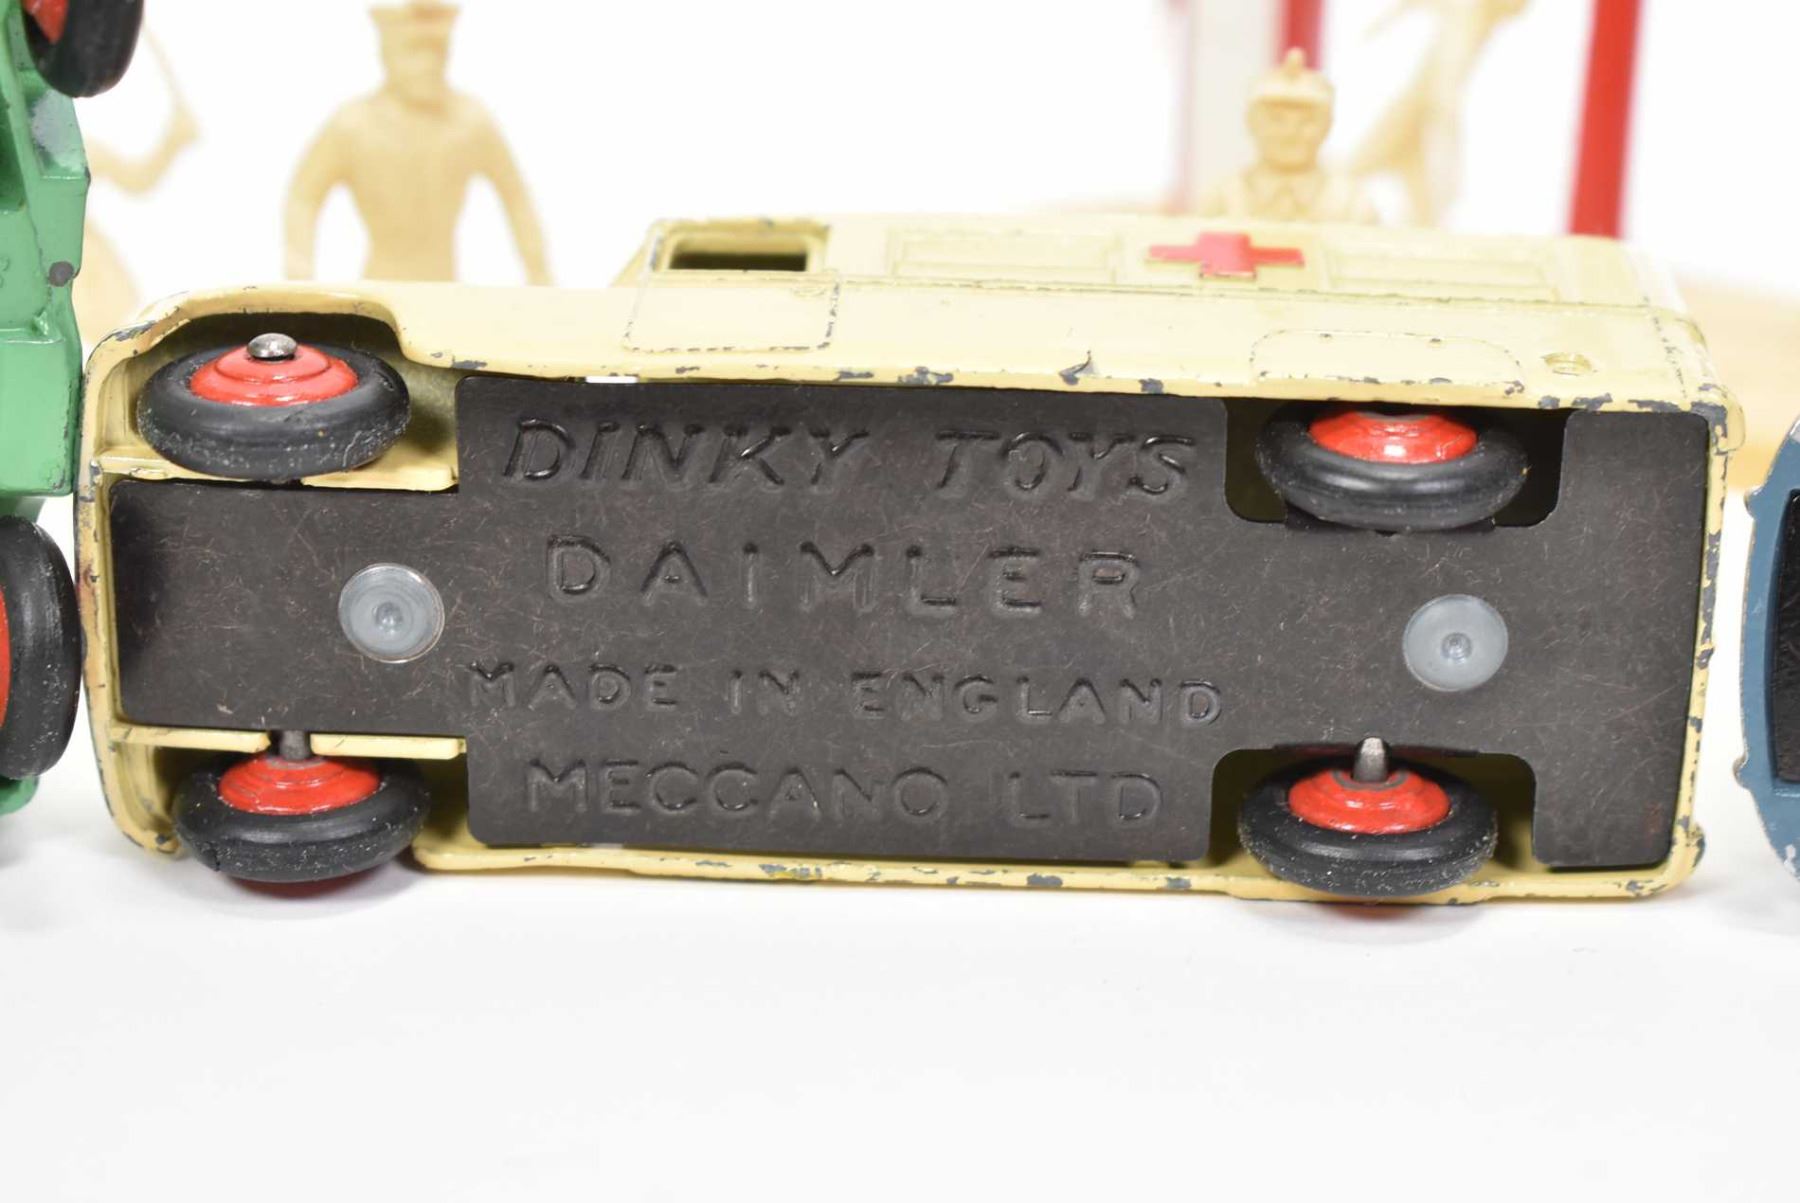 DINKY TOYS
DAIMLER
MADE IN ENGLAND
MECCANO LTD